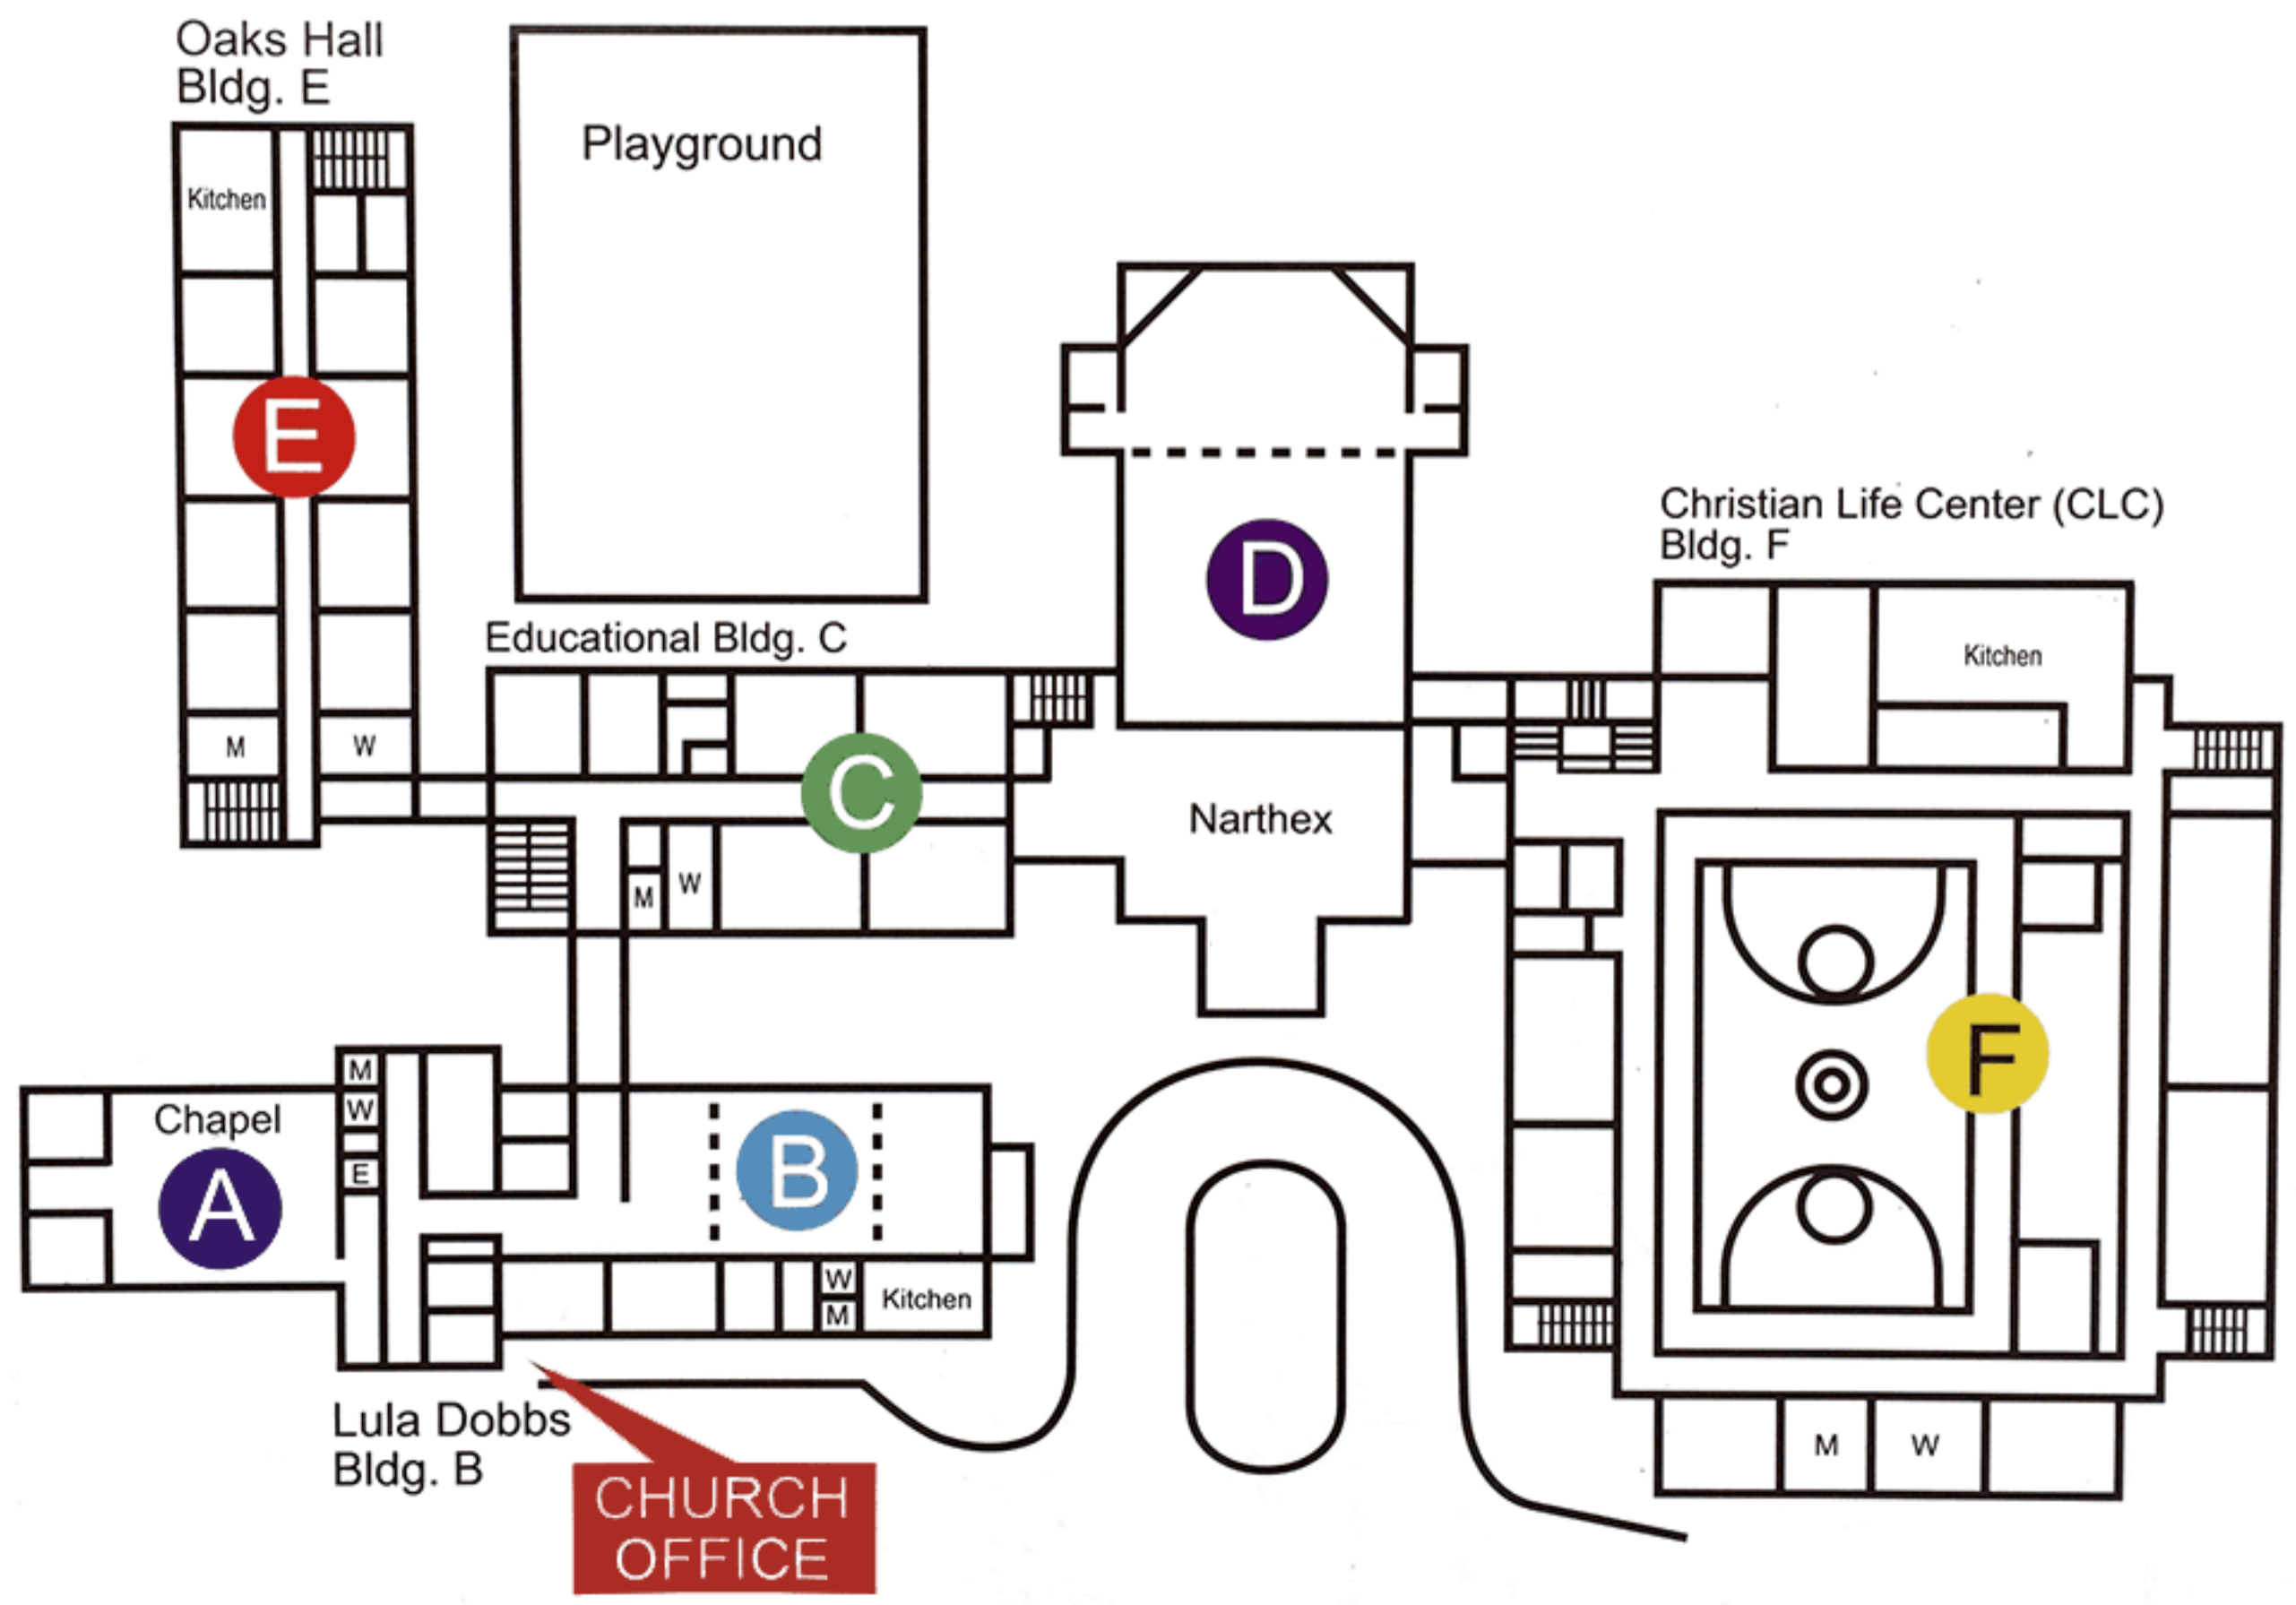 Oaks Hall
Bldg. E
Playground
Kitchen
E
D
Christian Life Center (CLC)
Bldg. F
Kitchen
Educational Bldg. C
M
W
C
Narthex
M
W
F
M
W
E
Chapel
A
B
W
M
Kitchen
Lula Dobbs
Bldg. B
CHURCH
OFFICE
M
W